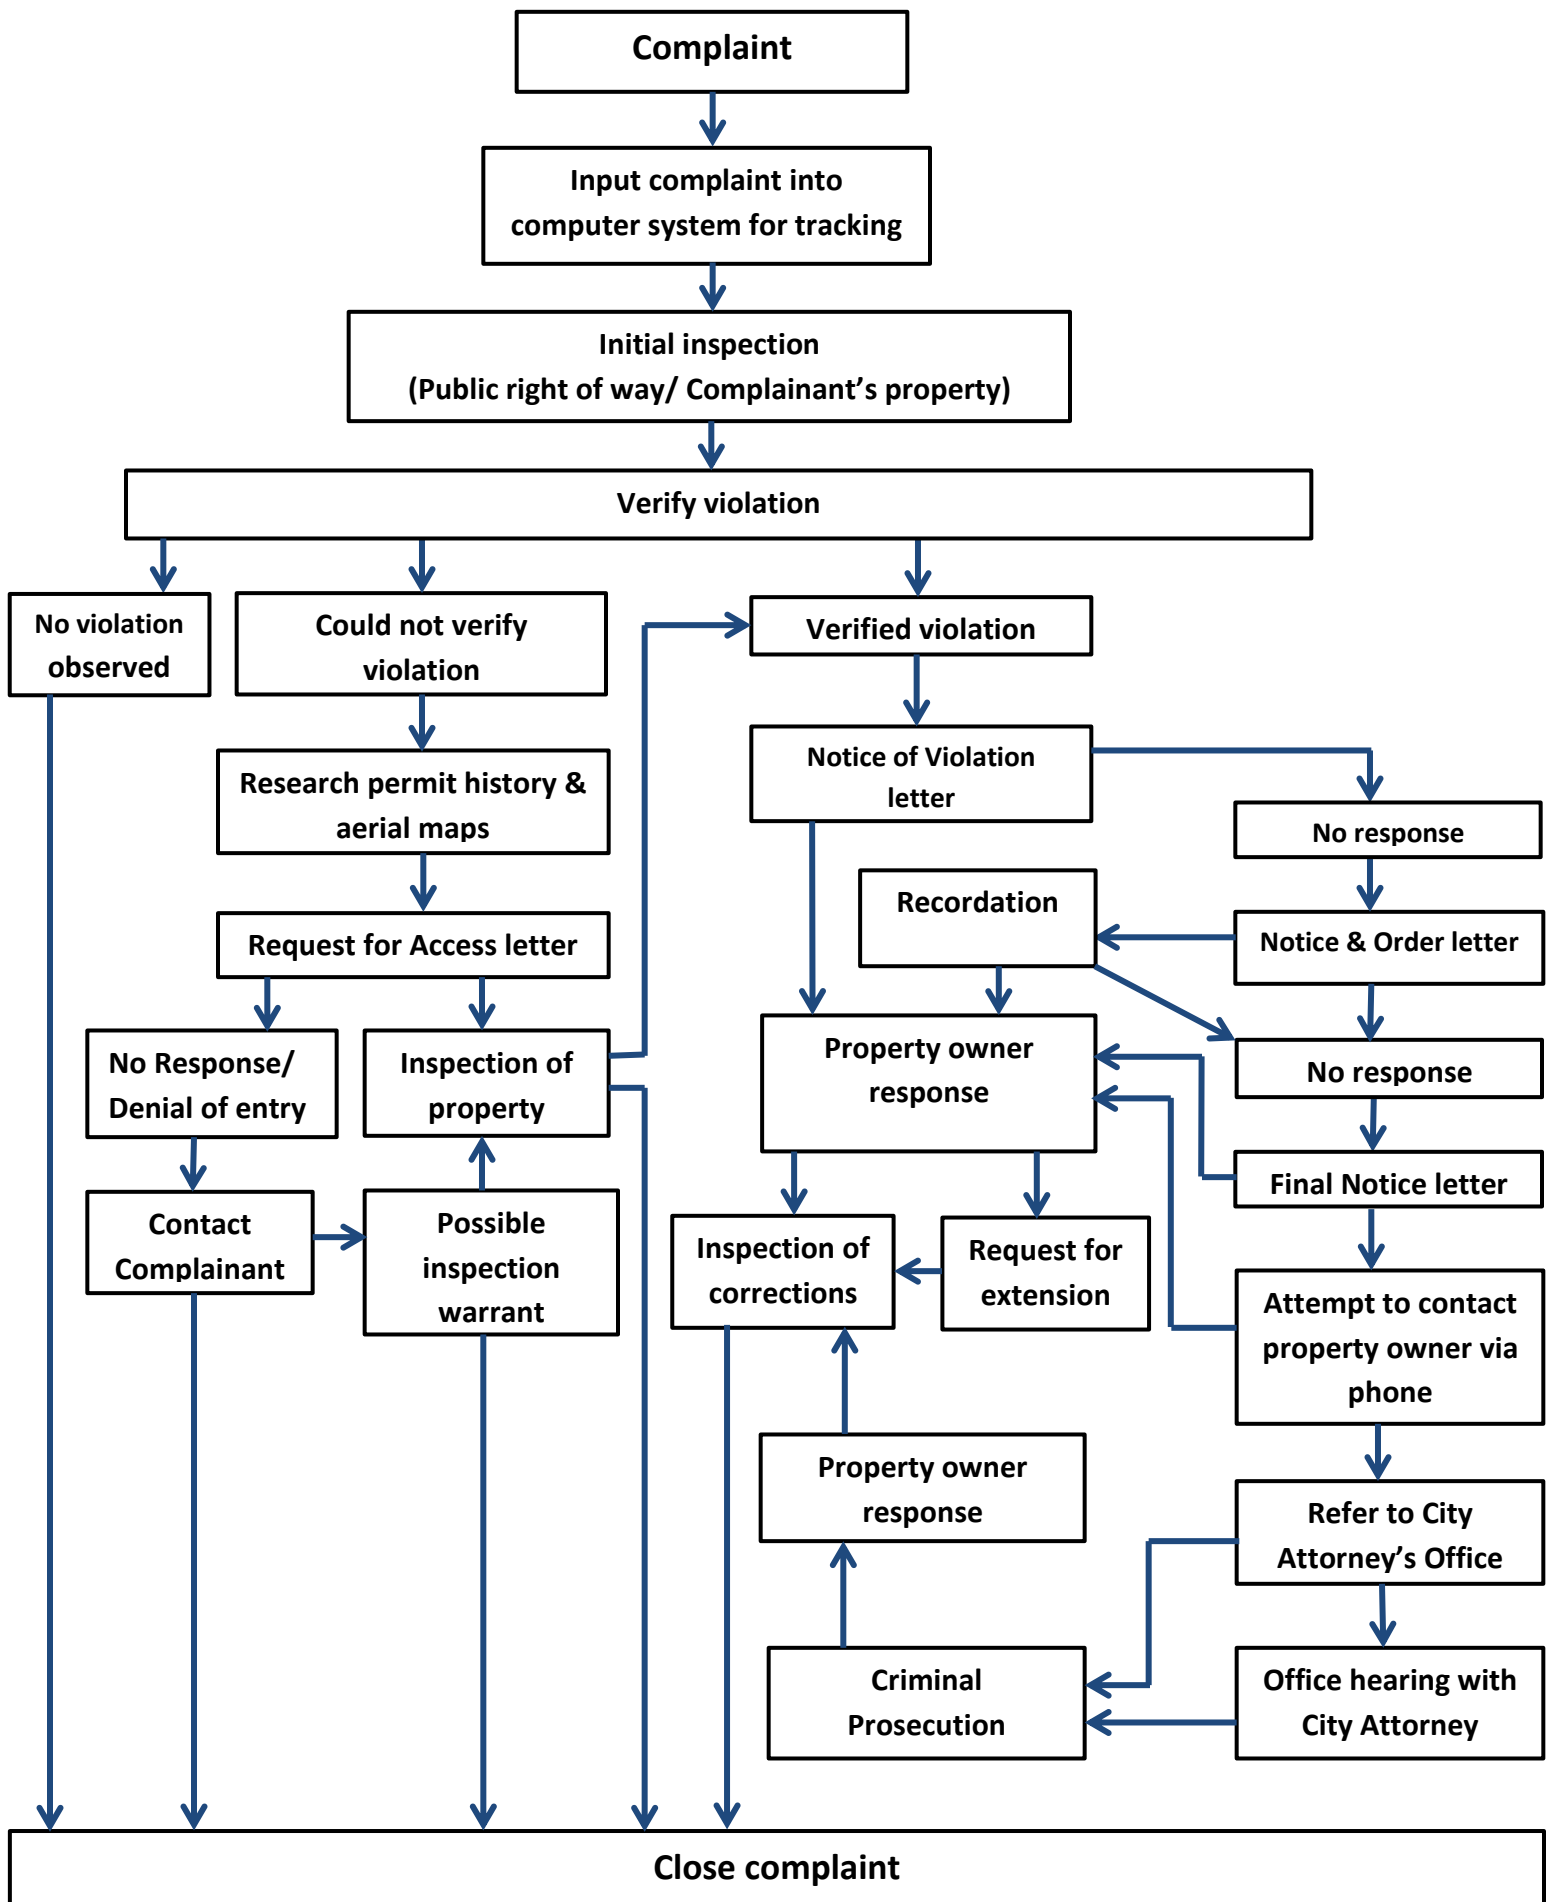 Complaint
Input complaint into
computer system for tracking
Initial inspection
(Public right of way/ Complainant’s property)
Verify violation
No violation
observed
Could not verify
violation
Verified violation
Research permit history &
aerial maps
Notice of Violation
letter
No response
Request for Access letter
Recordation
Notice & Order letter
No Response/
Denial of entry
Inspection of
property
Property owner
response
No response
Final Notice letter
Contact
Complainant
Possible
inspection
warrant
Inspection of
corrections
Request for
extension
Attempt to contact
property owner via
phone
Property owner
response
Refer to City
Attorney’s Office
Criminal
Prosecution
Office hearing with
City Attorney
Close complaint